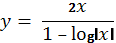 y = 2x / (1 − log|x|)